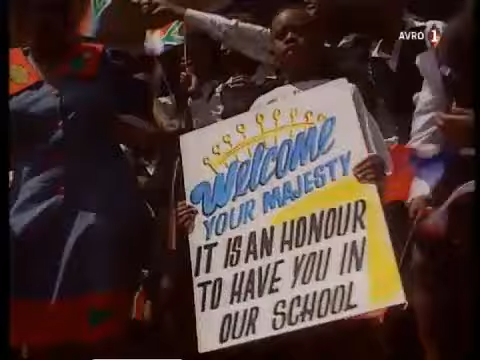 AVRO 1
Welcome
YOUR MAJESTY
IT IS AN HONOUR
TO HAVE YOU IN
OUR SCHOOL